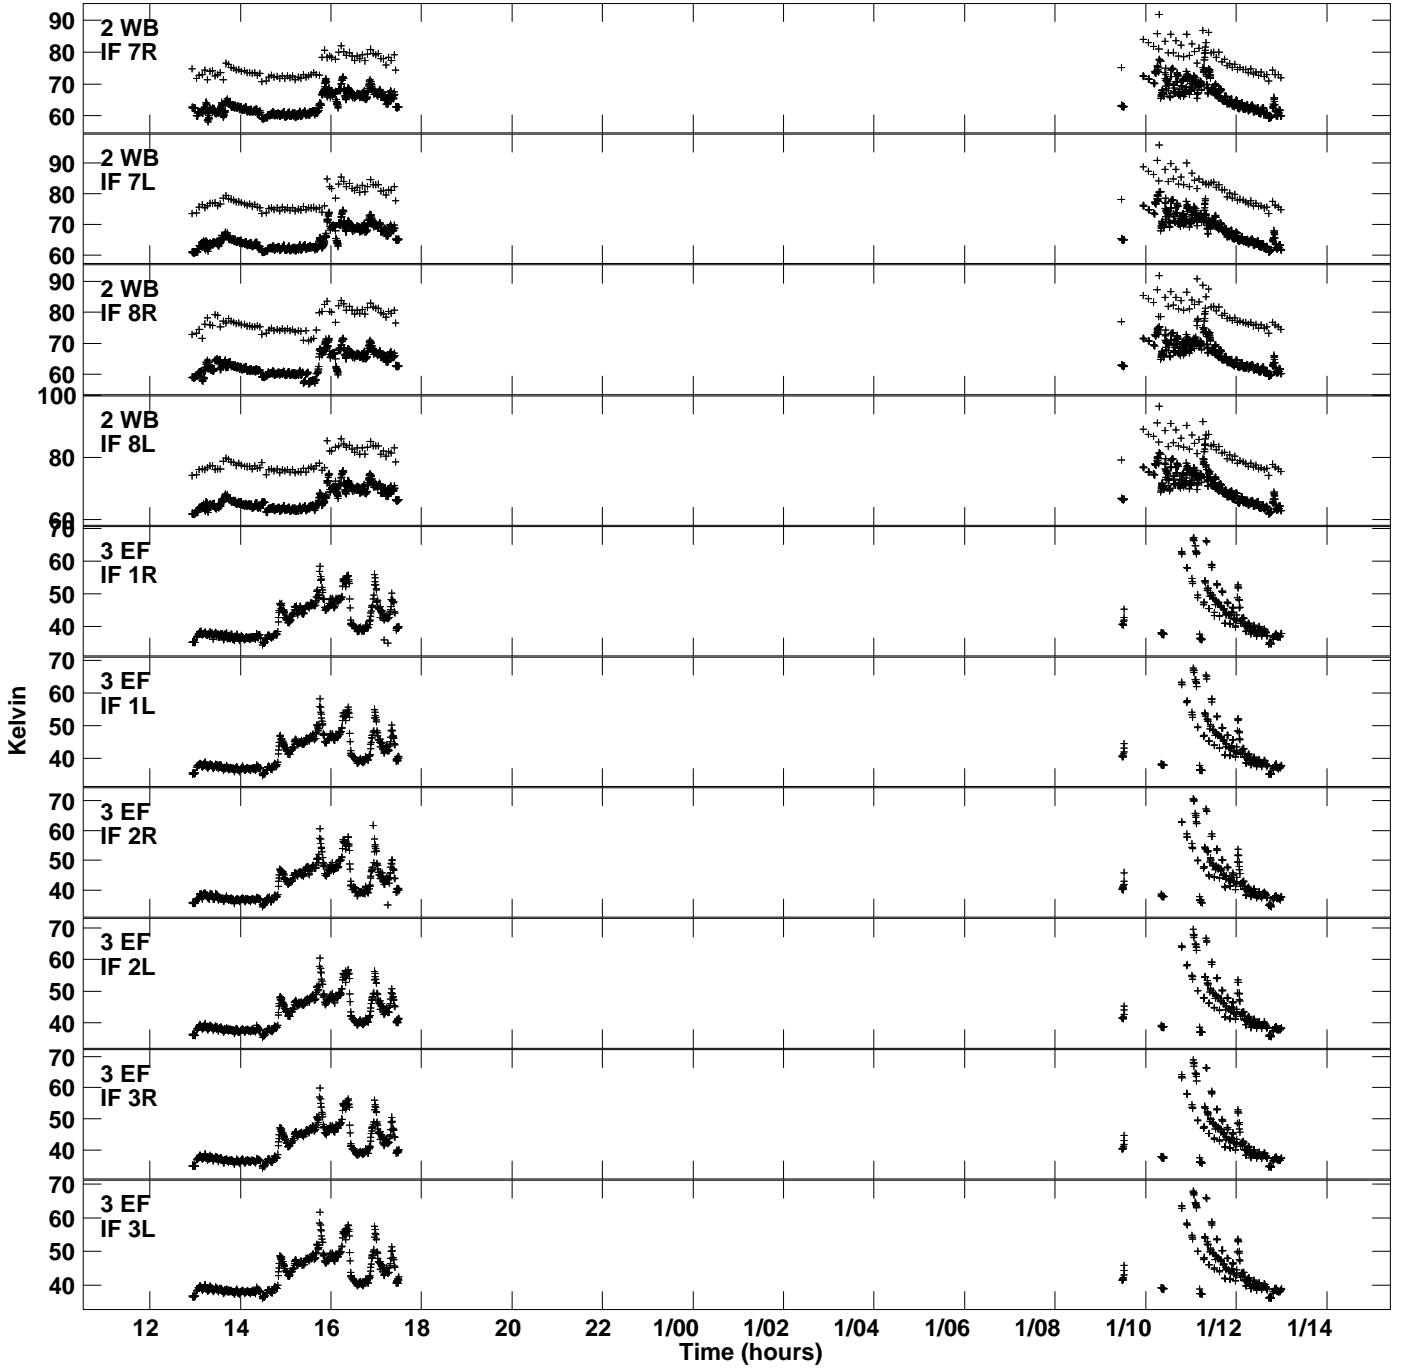 90
80
70
60
2 WB
IF 7R
90
80
70
60
2 WB
IF 7L
90
80
70
60
2 WB
IF 8R
100
80
60
2 WB
IF 8L
70
60
50
40
3 EF
IF 1R
70
60
50
40
3 EF
IF 1L
70
60
50
40
3 EF
IF 2R
70
60
50
40
3 EF
IF 2L
70
60
50
40
3 EF
IF 3R
70
60
50
40
3 EF
IF 3L
Kelvin
12 14 16 18 20 22 1/00 1/02 1/04 1/06 1/08 1/10 1/12 1/14
Time (hours)